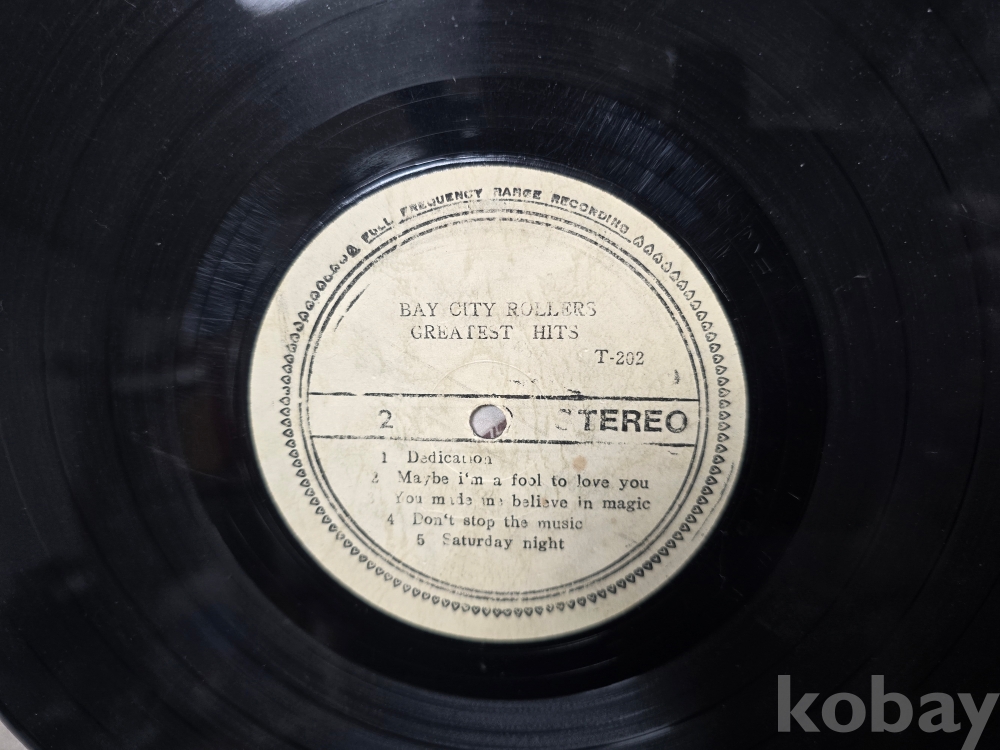 FULL FREQUENCY RANGE RECORDING
BAY CITY ROLLERS
GREATEST HITS
T-202
2 STEREO
1 Dedication
2 Maybe i'm a fool to love you
You made me believe in magic
4 Don't stop the music
5 Saturday night
kobay